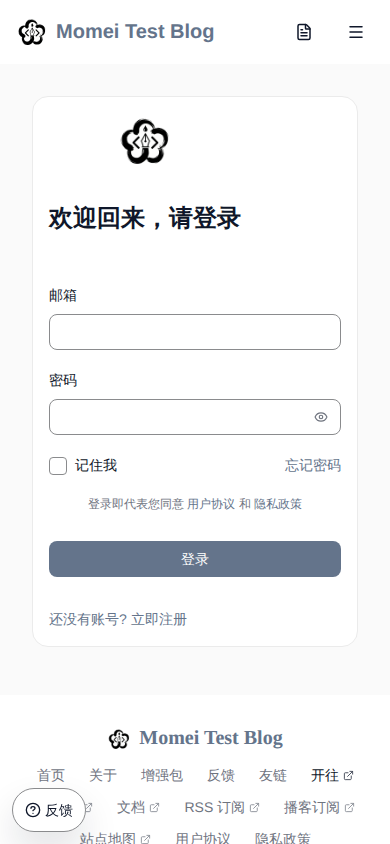 Momei Test Blog
欢迎回来，请登录
邮箱
密码
记住我 忘记密码
登录即代表您同意 用户协议 和 隐私政策
登录
还没有账号? 立即注册
Momei Test Blog
首页 关于 增强包 反馈 友链 开往
文档 RSS 订阅 播客订阅
反馈
站点地图 用户协议 隐私政策